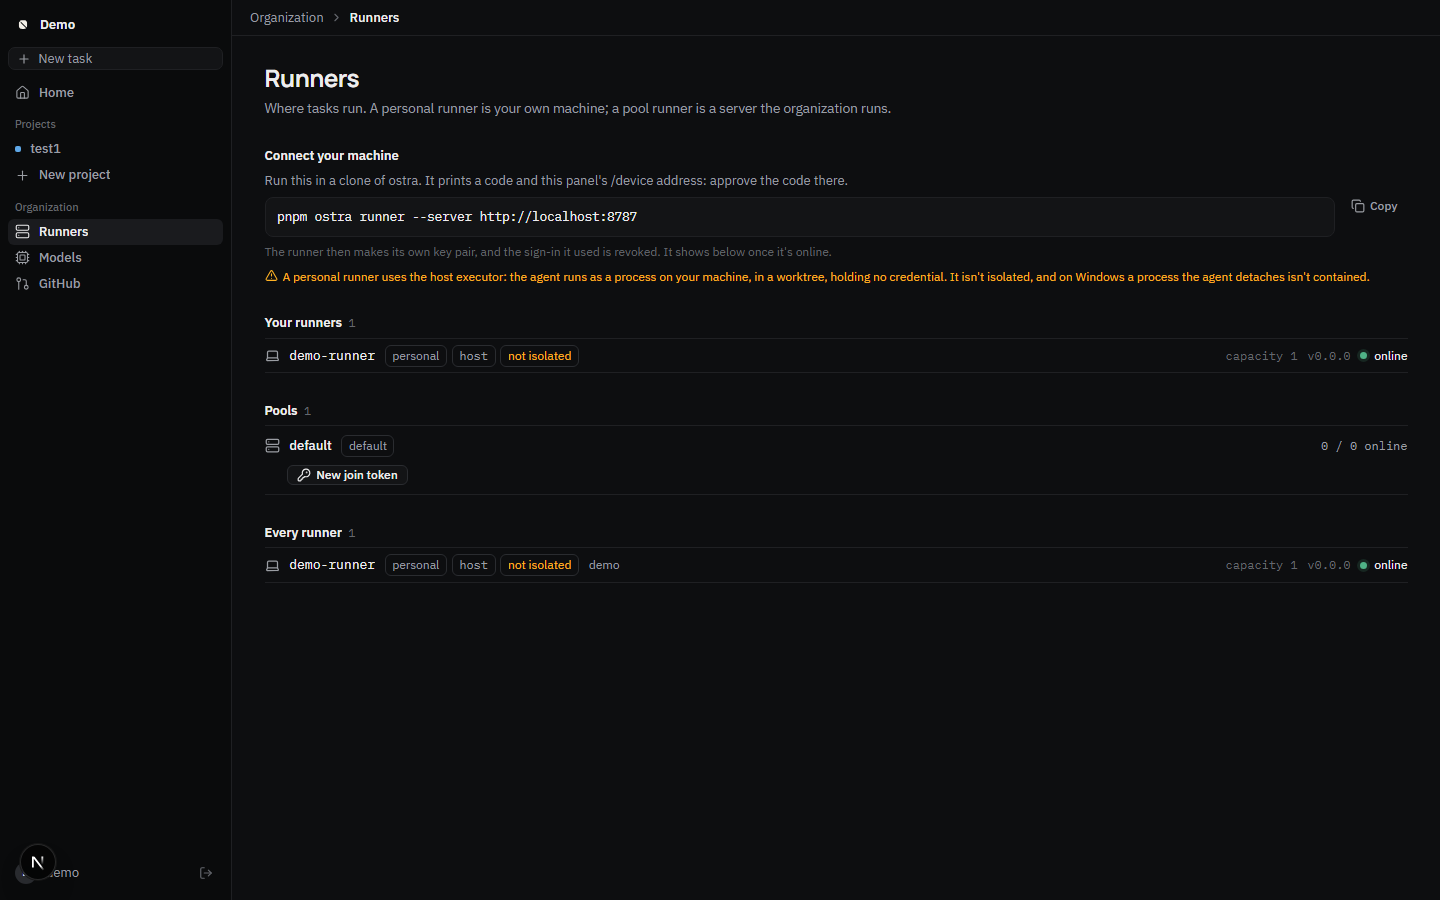 Demo
Organization > Runners
New task
Home
Projects
test1
New project
Organization
Runners
Models
GitHub
Runners
Where tasks run. A personal runner is your own machine; a pool runner is a server the organization runs.
Connect your machine
Run this in a clone of ostra. It prints a code and this panel's /device address: approve the code there.
pnpm ostra runner --server http://localhost:8787
Copy
The runner then makes its own key pair, and the sign-in it used is revoked. It shows below once it's online.
A personal runner uses the host executor: the agent runs as a process on your machine, in a worktree, holding no credential. It isn't isolated, and on Windows a process the agent detaches isn't contained.
Your runners 1
demo-runner personal host not isolated capacity 1 v0.0.0 online
Pools 1
default default 0 / 0 online
New join token
Every runner 1
demo-runner personal host not isolated demo capacity 1 v0.0.0 online
N
emo